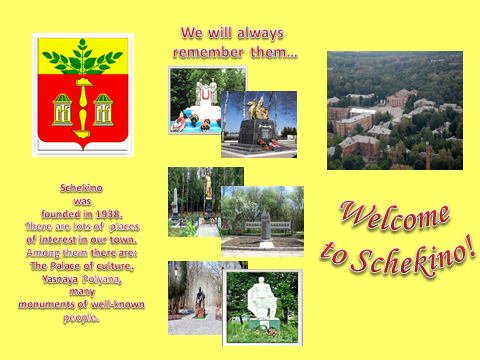 We will always
remember them...
Schekino
was
founded in 1938.
There are lots of places
of interest in our town.
Among them there are:
The Palace of culture,
Yasnaya Polyana,
many
monuments of well-known
people.
Welcome
to Schekino!